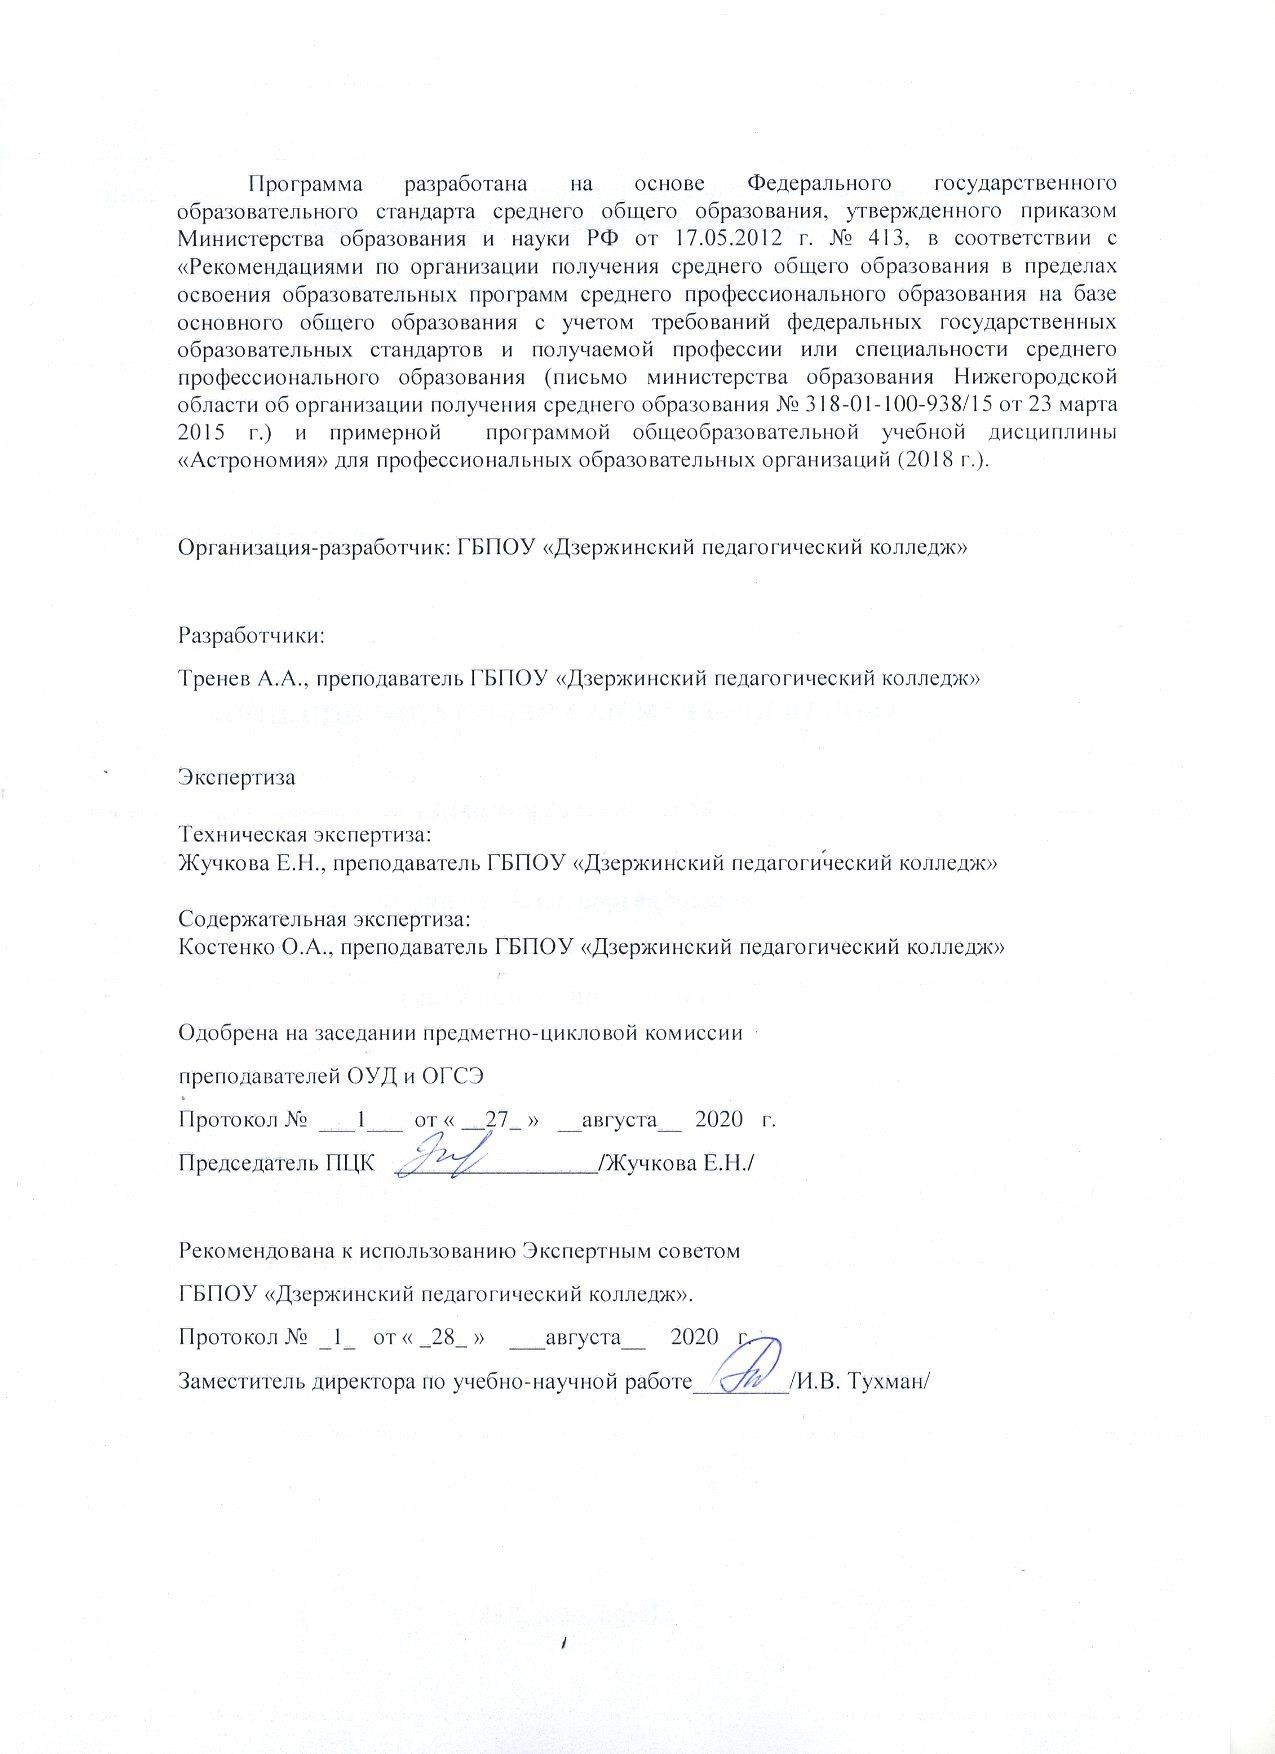 Программа разработана на основе Федерального государственного
образовательного стандарта среднего общего образования, утвержденного приказом
Министерства образования и науки РФ от 17.05.2012 г. № 413, в соответствии с
«Рекомендациями по организации получения среднего общего образования в пределах
освоения образовательных программ среднего профессионального образования на базе
основного общего образования с учетом требований федеральных государственных
образовательных стандартов и получаемой профессии или специальности среднего
профессионального образования (письмо министерства образования Нижегородской
области об организации получения среднего образования № 318-01-100-938/15 от 23 марта
2015 г.) и примерной программой общеобразовательной учебной дисциплины
«Астрономия» для профессиональных образовательных организаций (2018 г.).
Организация-разработчик: ГБПОУ «Дзержинский педагогический колледж»
Разработчики:
Тренев А.А., преподаватель ГБПОУ «Дзержинский педагогический колледж»
Экспертиза
Техническая экспертиза:
Жучкова Е.Н., преподаватель ГБПОУ «Дзержинский педагогический колледж»
Содержательная экспертиза:
Костенко О.А., преподаватель ГБПОУ «Дзержинский педагогический колледж»
Одобрена на заседании предметно-цикловой комиссии
преподавателей ОУД и ОГСЭ
Протокол № ___1___ от « __27_ » __августа__ 2020 г.
Председатель ПЦК _________________/Жучкова Е.Н./
Рекомендована к использованию Экспертным советом
ГБПОУ «Дзержинский педагогический колледж».
Протокол № _1_ от « _28_ » ___августа__ 2020 г.
Заместитель директора по учебно-научной работе________/И.В. Тухман/